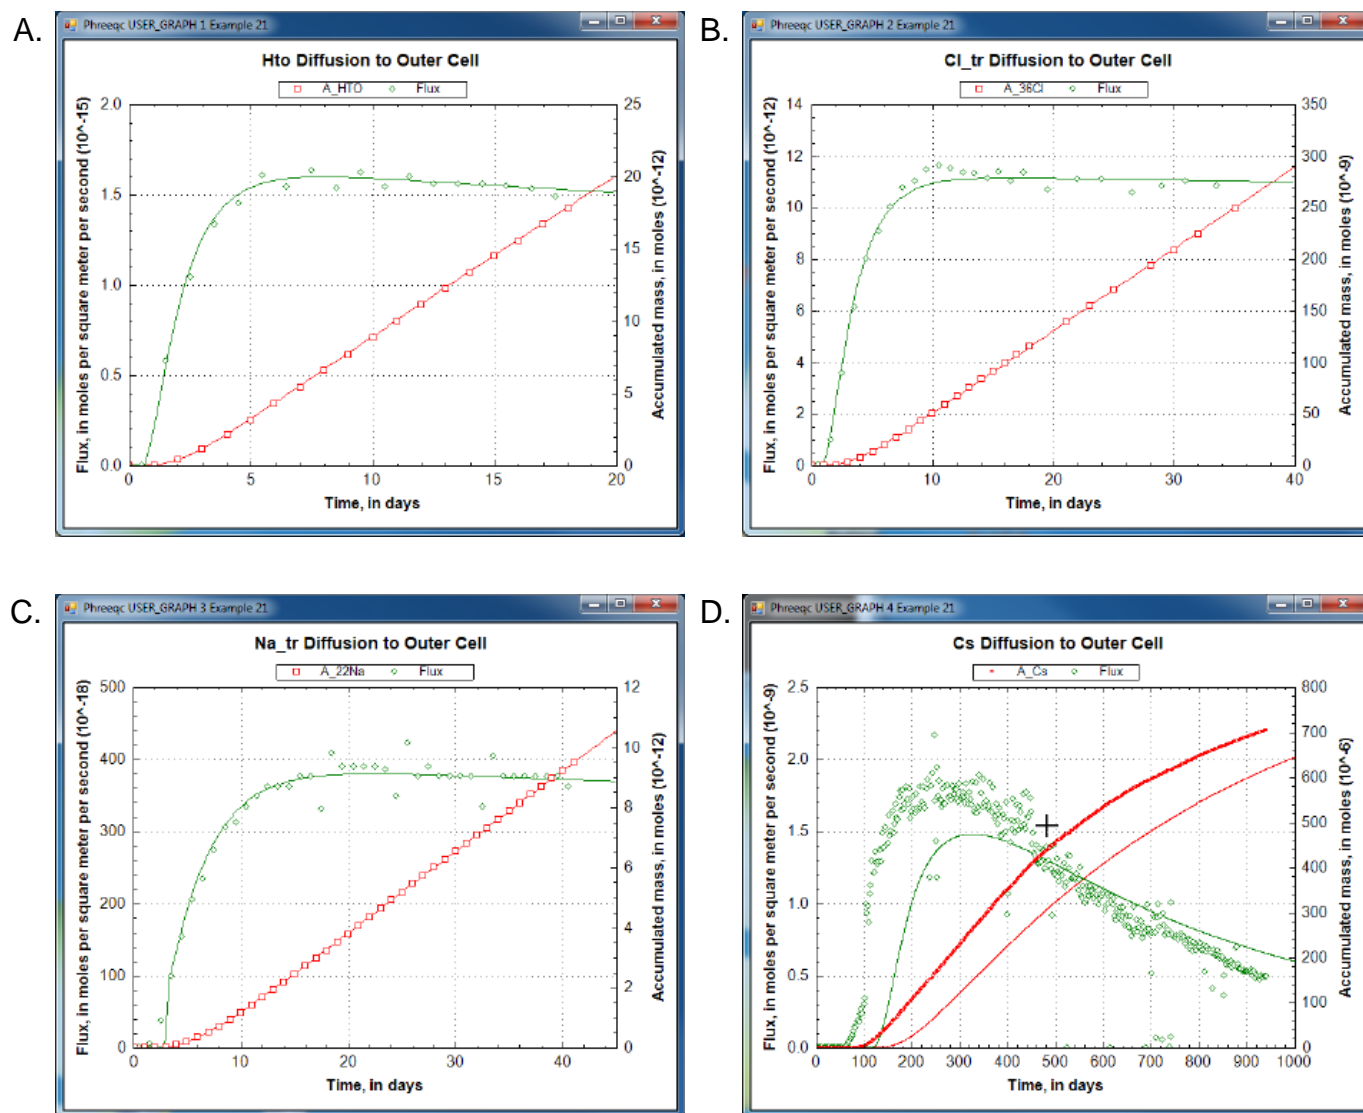 A.
Phreeqc USER_GRAPH 1 Example 21
Hto Diffusion to Outer Cell
A_HTO Flux
Flux, in moles per square meter per second (10^-15)
2.0
1.5
1.0
0.5
0.0
25
20
15
10
5
0
Accumulated mass, in moles (10^-12)
0 5 10 15 20
Time, in days
B.
Phreeqc USER_GRAPH 2 Example 21
Cl_tr Diffusion to Outer Cell
A_36Cl Flux
Flux, in moles per square meter per second (10^-12)
14
12
10
8
6
4
2
0
350
300
250
200
150
100
50
0
Accumulated mass, in moles (10^-9)
0 10 20 30 40
Time, in days
C.
Phreeqc USER_GRAPH 3 Example 21
Na_tr Diffusion to Outer Cell
A_22Na Flux
Flux, in moles per square meter per second (10^-18)
500
400
300
200
100
0
12
10
8
6
4
2
0
Accumulated mass, in moles (10^-12)
0 10 20 30 40
Time, in days
D.
Phreeqc USER_GRAPH 4 Example 21
Cs Diffusion to Outer Cell
A_Cs Flux
Flux, in moles per square meter per second (10^-9)
2.5
2.0
1.5
1.0
0.5
0.0
800
700
600
500
400
300
200
100
0
Accumulated mass, in moles (10^-6)
0 100 200 300 400 500 600 700 800 900 1000
Time, in days